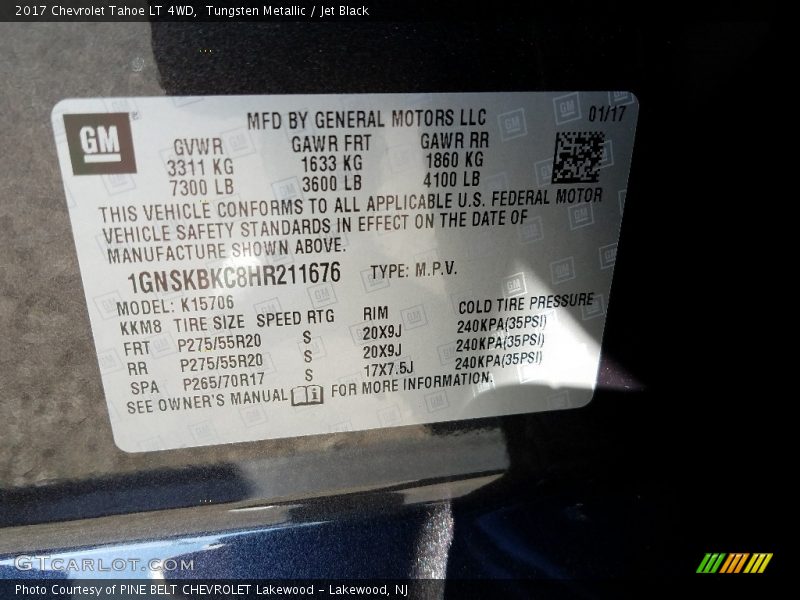 2017 Chevrolet Tahoe LT 4WD, Tungsten Metallic / Jet Black
GM
MFD BY GENERAL MOTORS LLC
01/17
GVWR GAWR FRT GAWR RR
3311 KG 1633 KG 1860 KG
7300 LB 3600 LB 4100 LB
THIS VEHICLE CONFORMS TO ALL APPLICABLE U.S. FEDERAL MOTOR
VEHICLE SAFETY STANDARDS IN EFFECT ON THE DATE OF
MANUFACTURE SHOWN ABOVE.
1GNSKBKC8HR211676 TYPE: M.P.V.
MODEL: K15706
KKM8 TIRE SIZE SPEED RTG RIM COLD TIRE PRESSURE
FRT P275/55R20 S 20X9J 240KPA(35PSI)
RR P275/55R20 S 20X9J 240KPA(35PSI)
SPA P265/70R17 S 17X7.5J 240KPA(35PSI)
SEE OWNER'S MANUAL FOR MORE INFORMATION.
GTCARLOT.COM
Photo Courtesy of PINE BELT CHEVROLET Lakewood - Lakewood, NJ